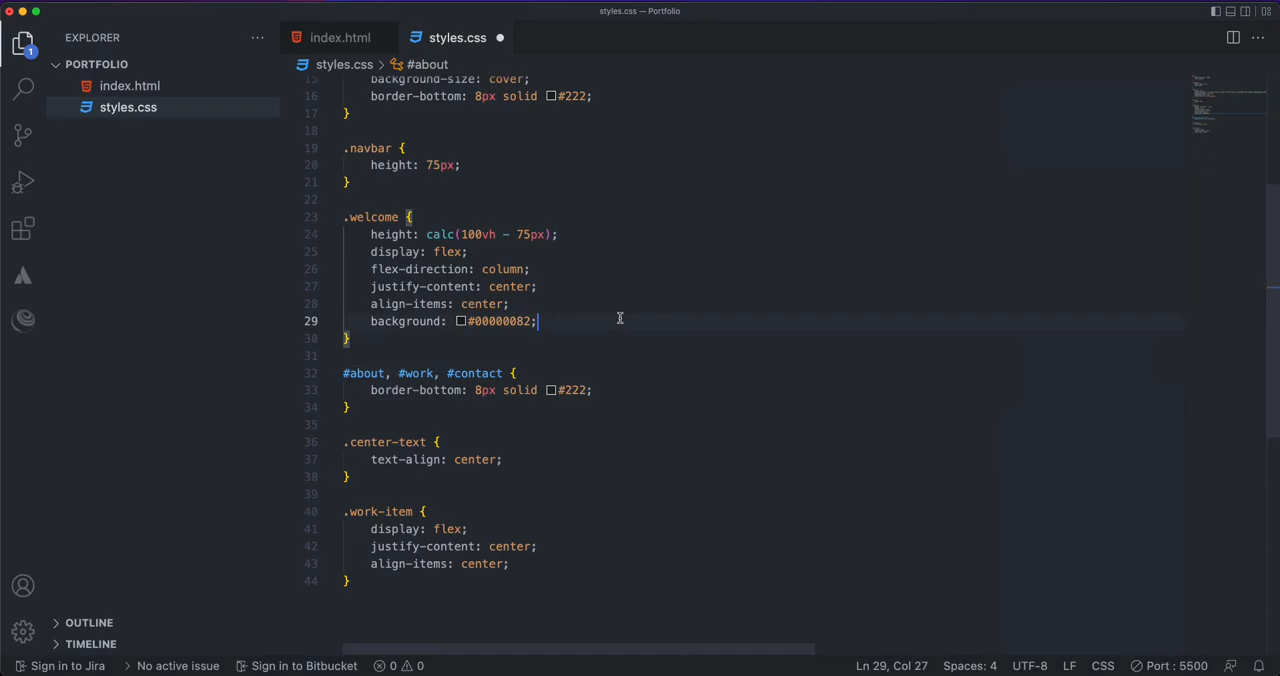 styles.css — Portfolio
EXPLORER
index.html
styles.css
1
PORTFOLIO
styles.css > #about
index.html
styles.css
15 background-size: cover;
16 border-bottom: 8px solid #222;
17 }
18
19 .navbar {
20 height: 75px;
21 }
22
23 .welcome {
24 height: calc(100vh - 75px);
25 display: flex;
26 flex-direction: column;
27 justify-content: center;
28 align-items: center;
29 background: #00000082;
30 }
31
32 #about, #work, #contact {
33 border-bottom: 8px solid #222;
34 }
35
36 .center-text {
37 text-align: center;
38 }
39
40 .work-item {
41 display: flex;
42 justify-content: center;
43 align-items: center;
44 }
OUTLINE
TIMELINE
Sign in to Jira
No active issue
Sign in to Bitbucket
0 0
Ln 29, Col 27
Spaces: 4
UTF-8
LF
CSS
Port : 5500